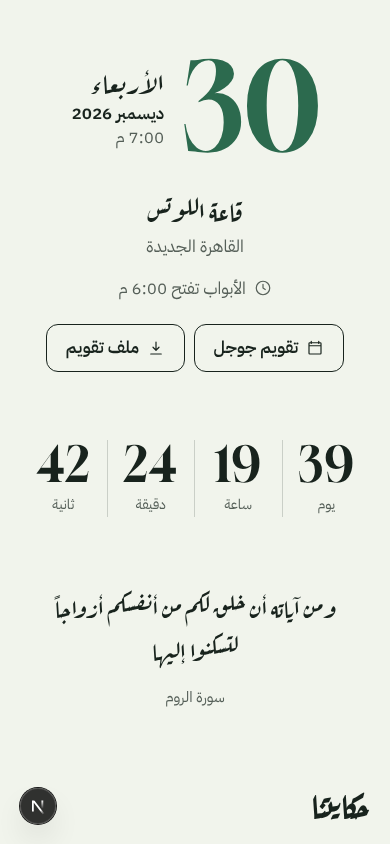 30
الأربعاء
ديسمبر 2026
7:00 م
قاعة اللوتس
القاهرة الجديدة
الأبواب تفتح 6:00 م
تقويم جوجل
ملف تقويم
39 19 24 42
يوم ساعة دقيقة ثانية
ومن آياته أن خلق لكم من أنفسكم أزواجاً
لتسكنوا إليها
سورة الروم
حكايتنا
N